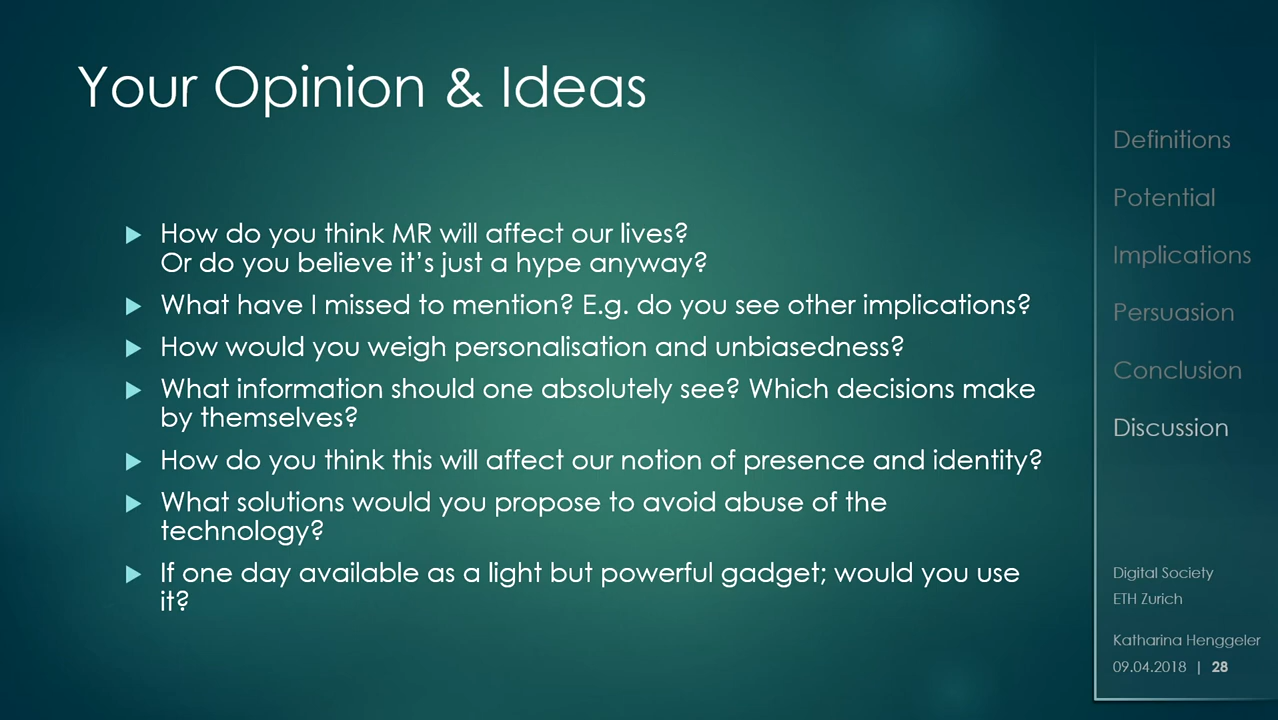 Your Opinion & Ideas
How do you think MR will affect our lives?
Or do you believe it's just a hype anyway?
What have I missed to mention? E.g. do you see other implications?
How would you weigh personalisation and unbiasedness?
What information should one absolutely see? Which decisions make
by themselves?
How do you think this will affect our notion of presence and identity?
What solutions would you propose to avoid abuse of the
technology?
If one day available as a light but powerful gadget; would you use
it?
Definitions
Potential
Implications
Persuasion
Conclusion
Discussion
Digital Society
ETH Zurich
Katharina Henggeler
09.04.2018 | 28